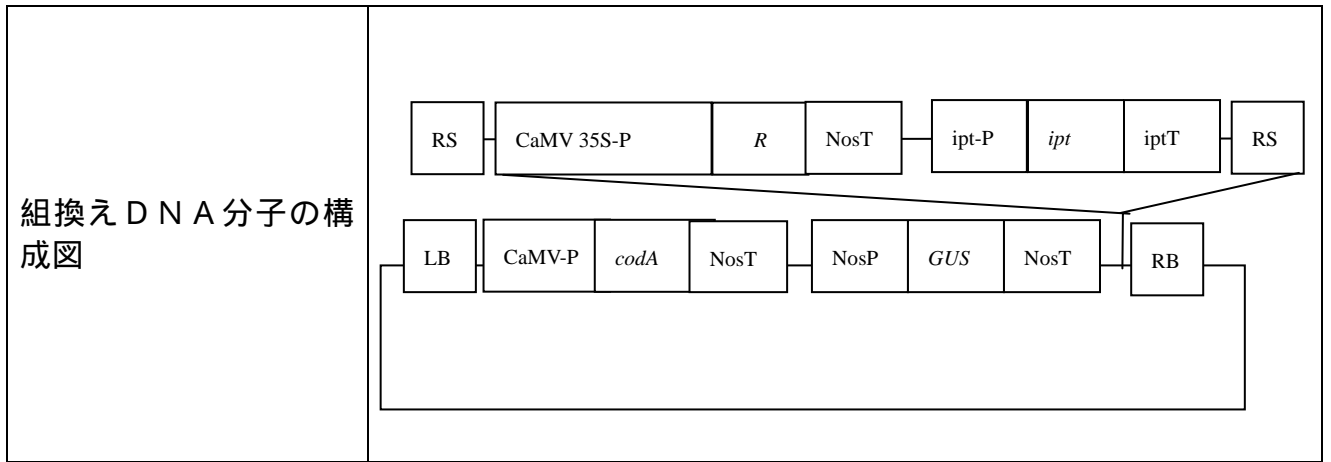 組換えＤＮＡ分子の構
成図
RS CaMV 35S-P R NosT ipt-P ipt iptT RS
LB CaMV-P codA NosT NosP GUS NosT RB